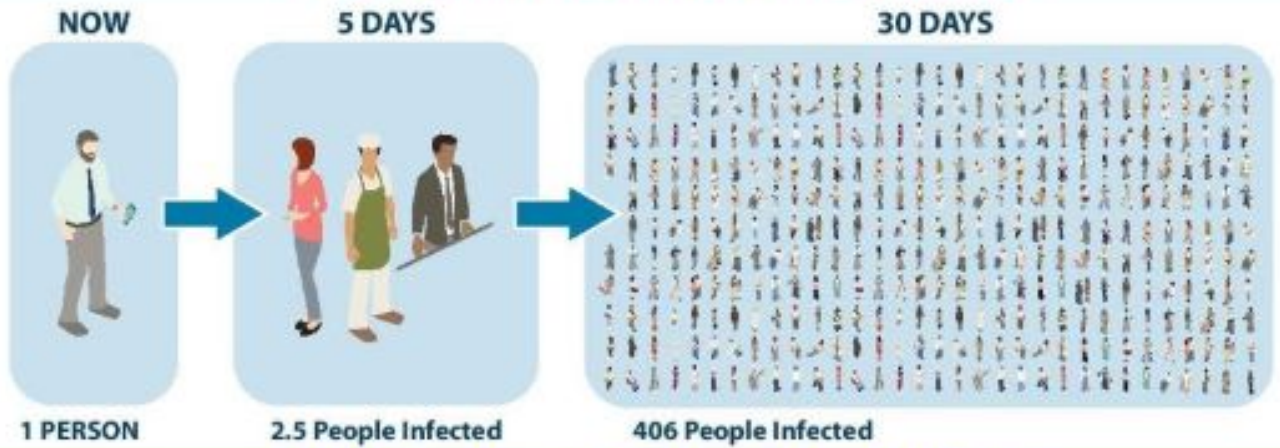 NOW
5 DAYS
30 DAYS
1 PERSON
2.5 People Infected
406 People Infected